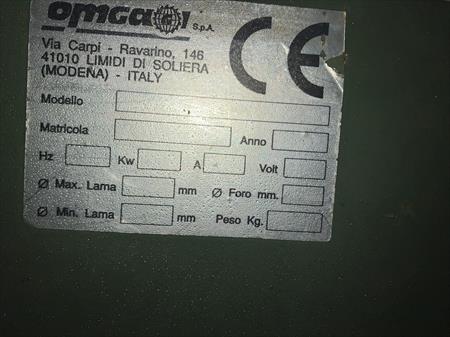 omga S.p.A.
Via Carpi - Ravarino, 146
41010 LIMIDI DI SOLIERA
(MODENA) - ITALY
CE
Modello
Matricola Anno
Hz Kw A Volt
Ø Max. Lama mm Ø Foro mm.
Ø Min. Lama mm Peso Kg.